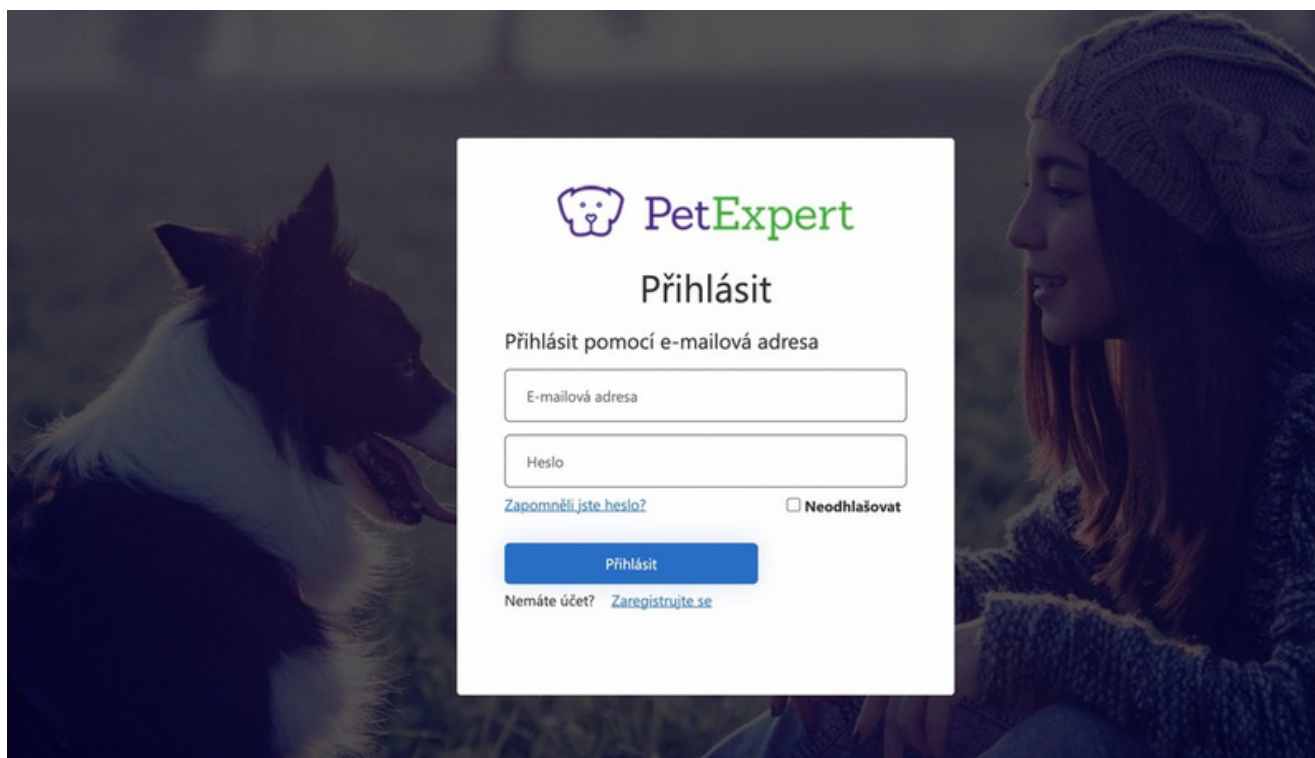 PetExpert
Přihlásit
Přihlásit pomocí e-mailová adresa
E-mailová adresa
Heslo
Zapomněli jste heslo? Neodhlašovat
Přihlásit
Nemáte účet? Zaregistrujte se